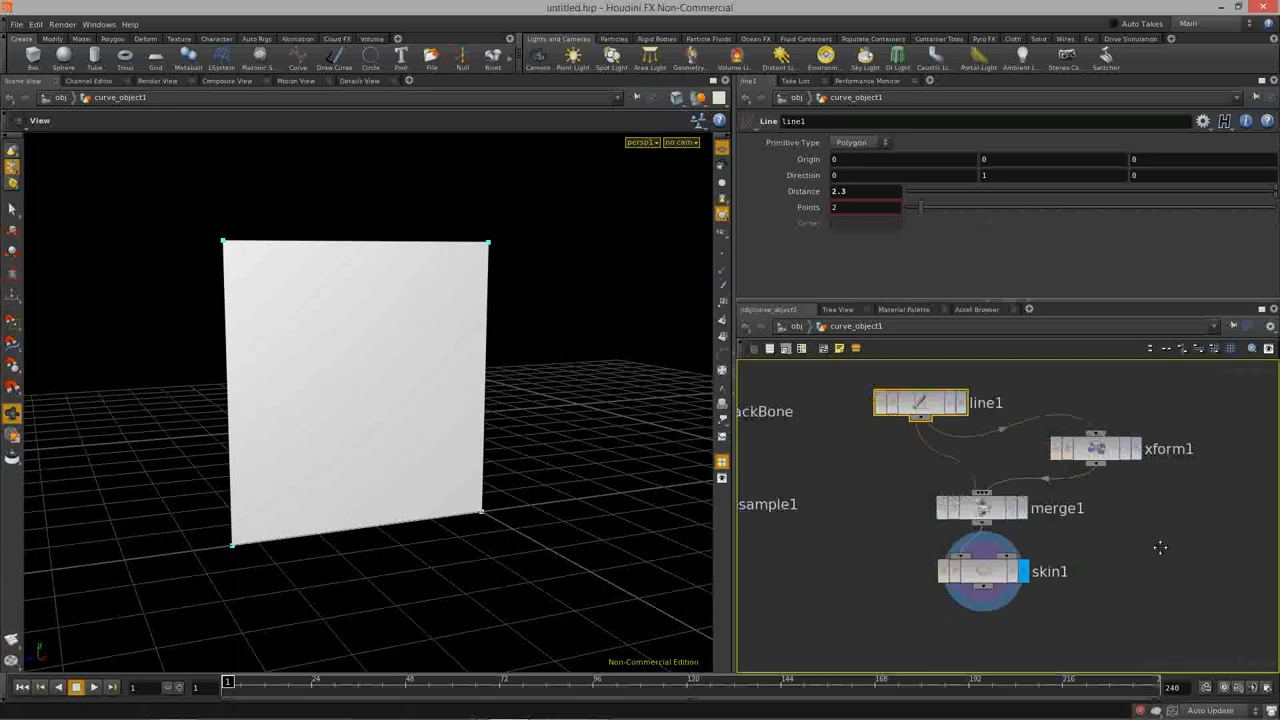 untitled.hip - Houdini FX Non-Commercial
File Edit Render Windows Help
Auto Takes Main
Create Modify Model Polygon Deform Texture Character Auto Rigs Animation Cloud FX Volume
Lights and Cameras Particles Rigid Bodies Particle Fluids Ocean FX Fluid Containers Populate Containers Container Tools Pyro FX Cloth Solid Wires Fur Drive Simulation
Box Sphere Tube Torus Grid Metaball LSystem Platonic S... Curve Draw Curve Font File Null Rivet
Camera Point Light Spot Light Area Light Geometry... Volume Li... Distant Li... Environm... Sky Light GI Light Caustic Li... Portal Light Ambient L... Stereo Ca... Switcher
Scene View Channel Editor Render View Composite View Motion View Details View
line1 Take List Performance Monitor
obj curve_object1
obj curve_object1
View
Line line1
persp1 no cam
Primitive Type Polygon
Origin 0 0 0
Direction 0 1 0
Distance 2.3
Points 2
Order
/obj/curve_object1 Tree View Material Palette Asset Browser
obj curve_object1
line1
ackBone
xform1
sample1
merge1
skin1
Non-Commercial Edition
1 1 1 24 48 72 96 120 144 168 192 216 2 240
Auto Update